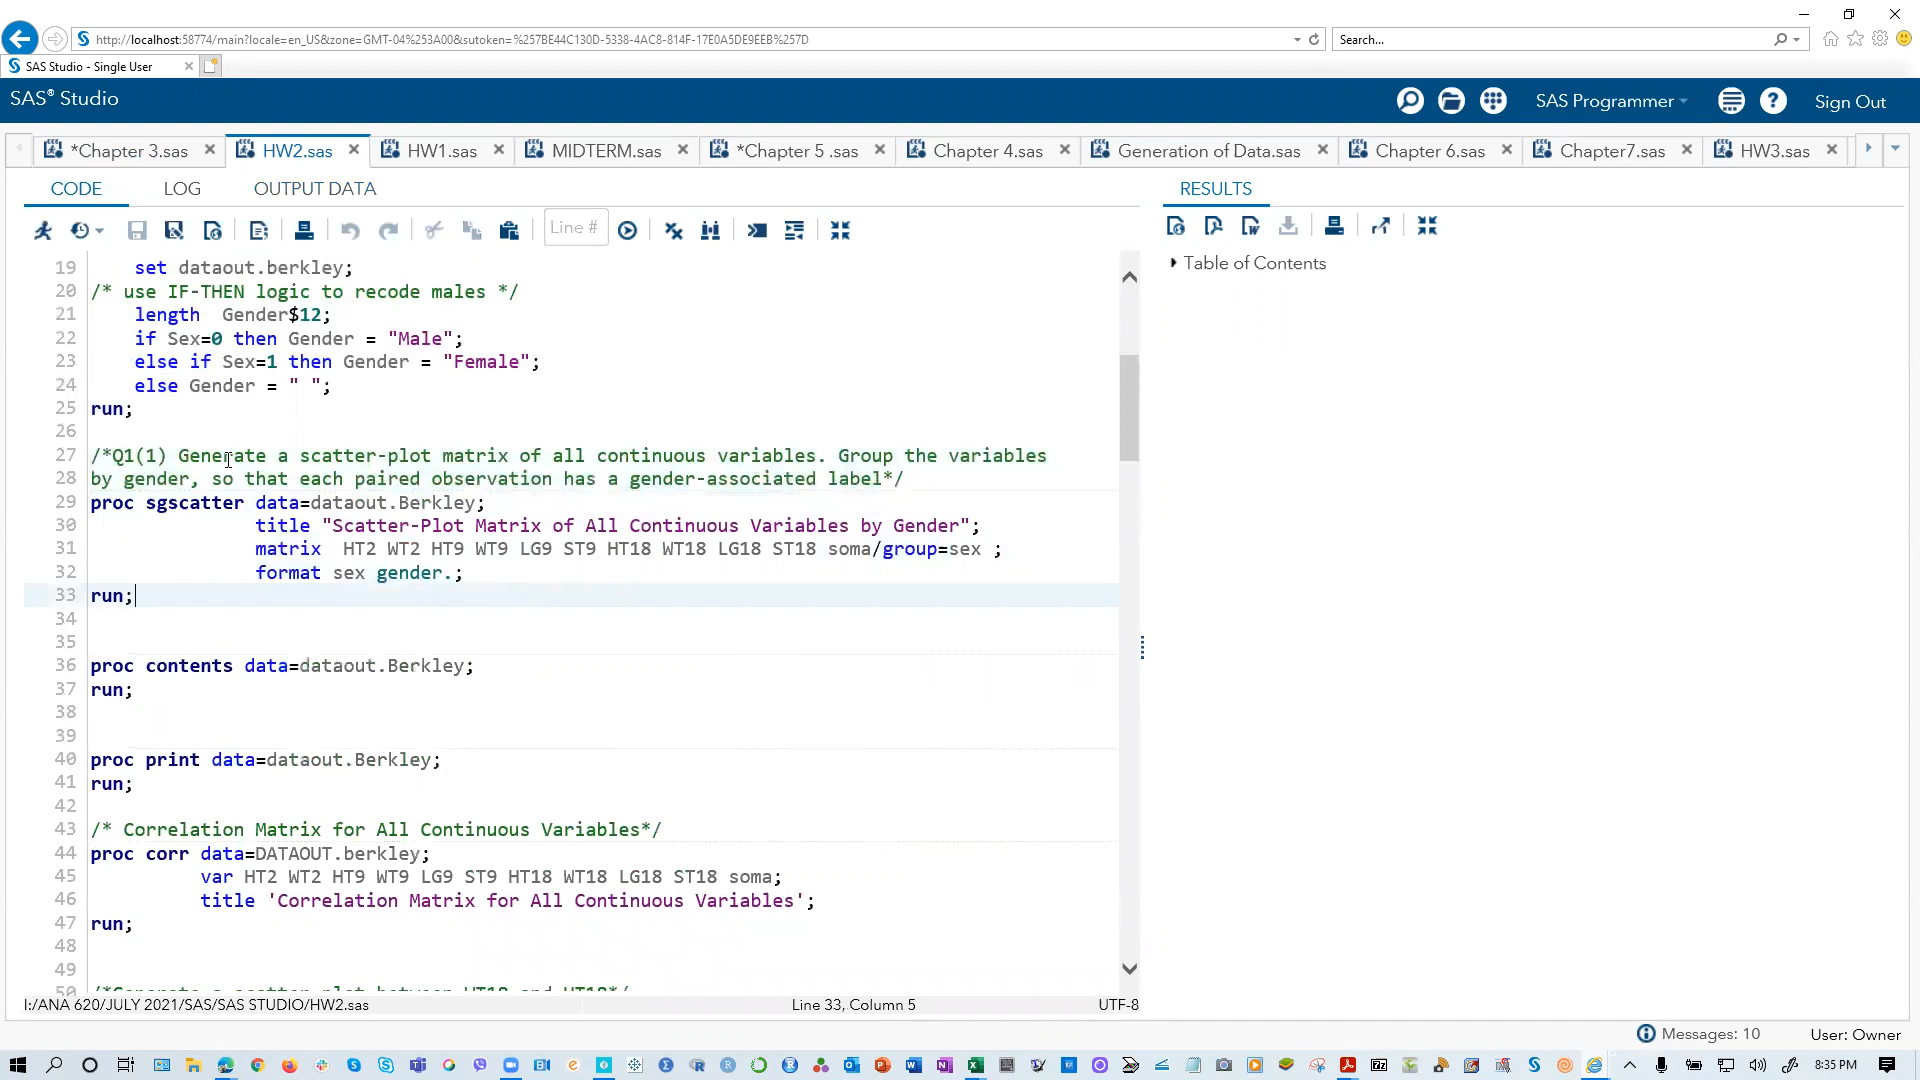 http://localhost:58774/main?locale=en_US&zone=GMT-04%253A00&sutoken=%257BE44C130D-5338-4AC8-814F-17E0A5DE9EEB%257D
Search...
SAS Studio - Single User
SAS® Studio
SAS Programmer
Sign Out
*Chapter 3.sas
HW2.sas
HW1.sas
MIDTERM.sas
*Chapter 5 .sas
Chapter 4.sas
Generation of Data.sas
Chapter 6.sas
Chapter7.sas
HW3.sas
CODE
LOG
OUTPUT DATA
RESULTS
Line #
Table of Contents
19 set dataout.berkley;
20 /* use IF-THEN logic to recode males */
21 length  Gender$12;
22 if Sex=0 then Gender = "Male";
23 else if Sex=1 then Gender = "Female";
24 else Gender = " ";
25 run;
26
27 /*Q1(1) Generate a scatter-plot matrix of all continuous variables. Group the variables
28 by gender, so that each paired observation has a gender-associated label*/
29 proc sgscatter data=dataout.Berkley;
30 title "Scatter-Plot Matrix of All Continuous Variables by Gender";
31 matrix  HT2 WT2 HT9 WT9 LG9 ST9 HT18 WT18 LG18 ST18 soma/group=sex ;
32 format sex gender.;
33 run;
34
35
36 proc contents data=dataout.Berkley;
37 run;
38
39
40 proc print data=dataout.Berkley;
41 run;
42
43 /* Correlation Matrix for All Continuous Variables*/
44 proc corr data=DATAOUT.berkley;
45 var HT2 WT2 HT9 WT9 LG9 ST9 HT18 WT18 LG18 ST18 soma;
46 title 'Correlation Matrix for All Continuous Variables';
47 run;
48
49
50
I:/ANA 620/JULY 2021/SAS/SAS STUDIO/HW2.sas
Line 33, Column 5
UTF-8
Messages: 10
User: Owner
8:35 PM